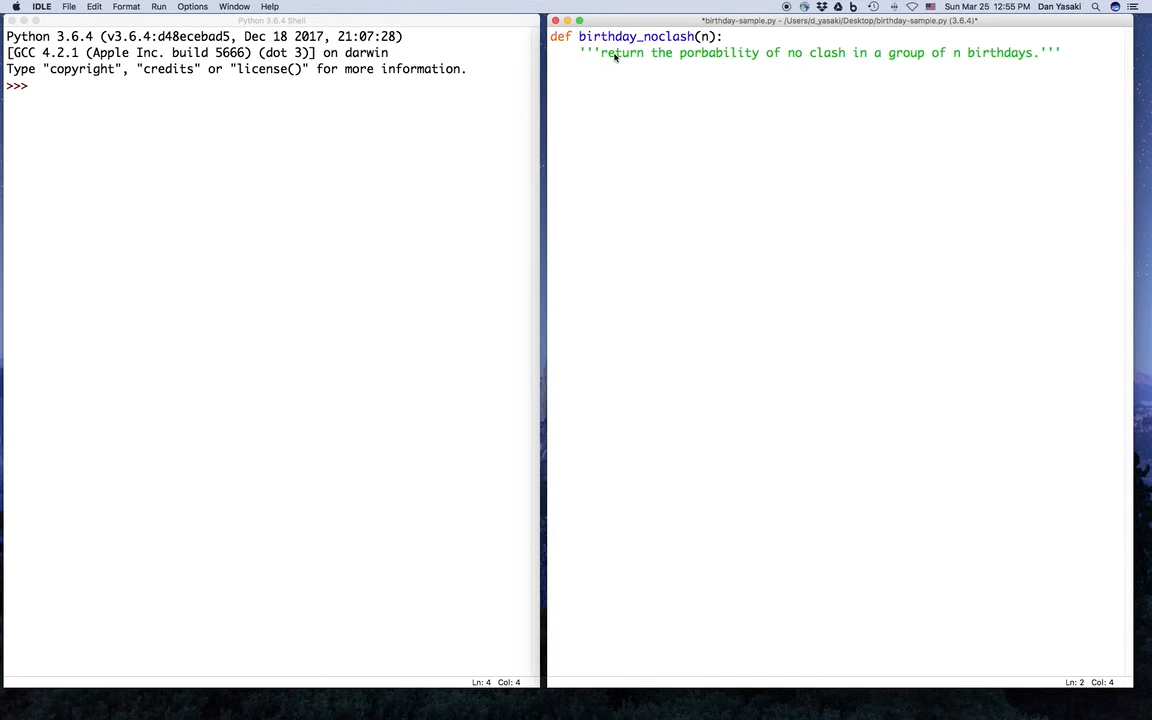 IDLE File Edit Format Run Options Window Help Sun Mar 25 12:55 PM Dan Yasaki
Python 3.6.4 Shell
Python 3.6.4 (v3.6.4:d48ecebad5, Dec 18 2017, 21:07:28)
[GCC 4.2.1 (Apple Inc. build 5666) (dot 3)] on darwin
Type "copyright", "credits" or "license()" for more information.
>>>
Ln: 4 Col: 4
*birthday-sample.py - /Users/d_yasaki/Desktop/birthday-sample.py (3.6.4)*
def birthday_noclash(n):
'''return the porbability of no clash in a group of n birthdays.'''
Ln: 2 Col: 4